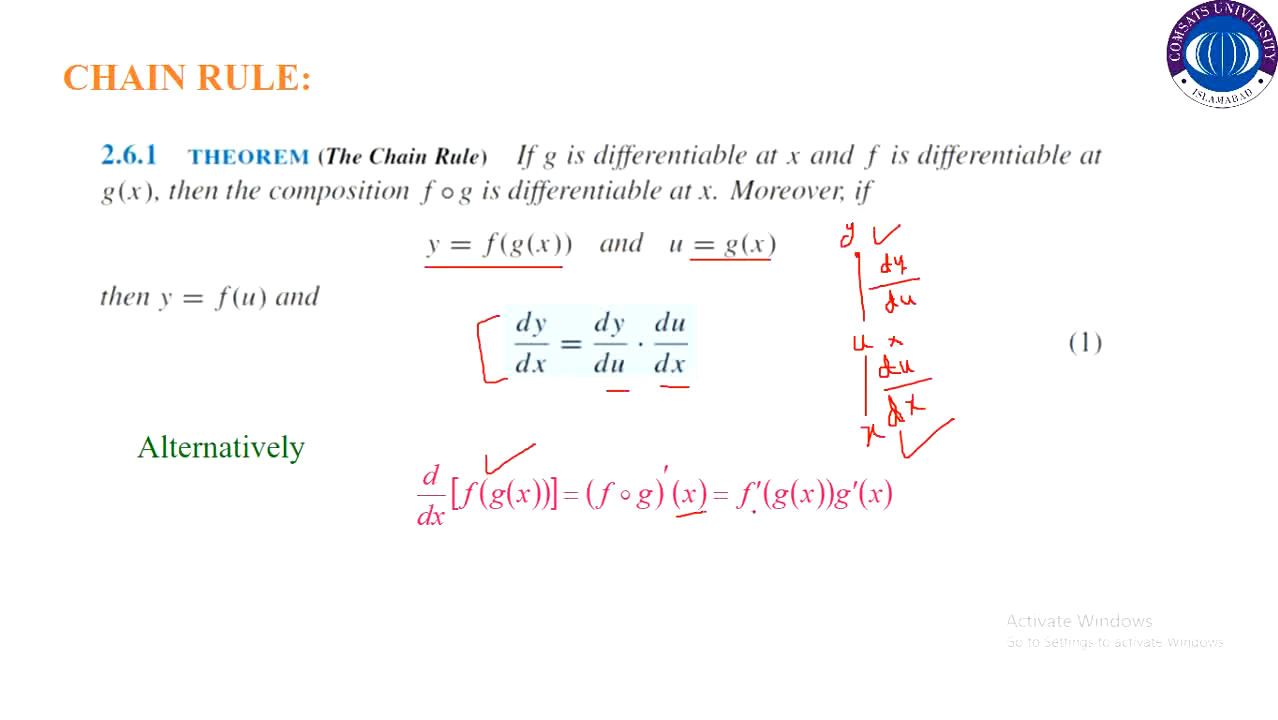 COMSATS UNIVERSITY
ISLAMABAD
CHAIN RULE:
2.6.1 THEOREM (The Chain Rule) If g is differentiable at x and f is differentiable at
g(x), then the composition f ∘ g is differentiable at x. Moreover, if
y = f(g(x)) and u = g(x)
then y = f(u) and
dy/dx = dy/du · du/dx (1)
y
dy/du
u
du/dx
x
Alternatively
d/dx [f(g(x))] = (f ∘ g)′(x) = f′(g(x))g′(x)
Activate Windows
Go to Settings to activate Windows